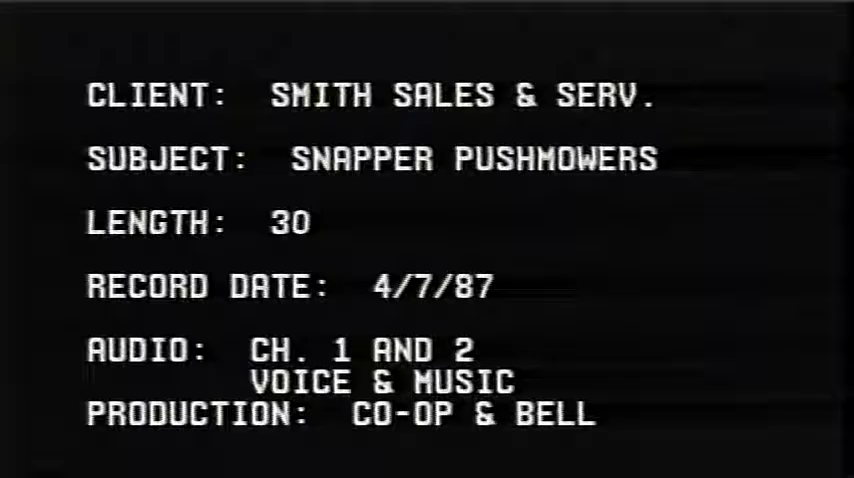 CLIENT: SMITH SALES & SERV.
SUBJECT: SNAPPER PUSHMOWERS
LENGTH: 30
RECORD DATE: 4/7/87
AUDIO: CH. 1 AND 2
VOICE & MUSIC
PRODUCTION: CO-OP & BELL